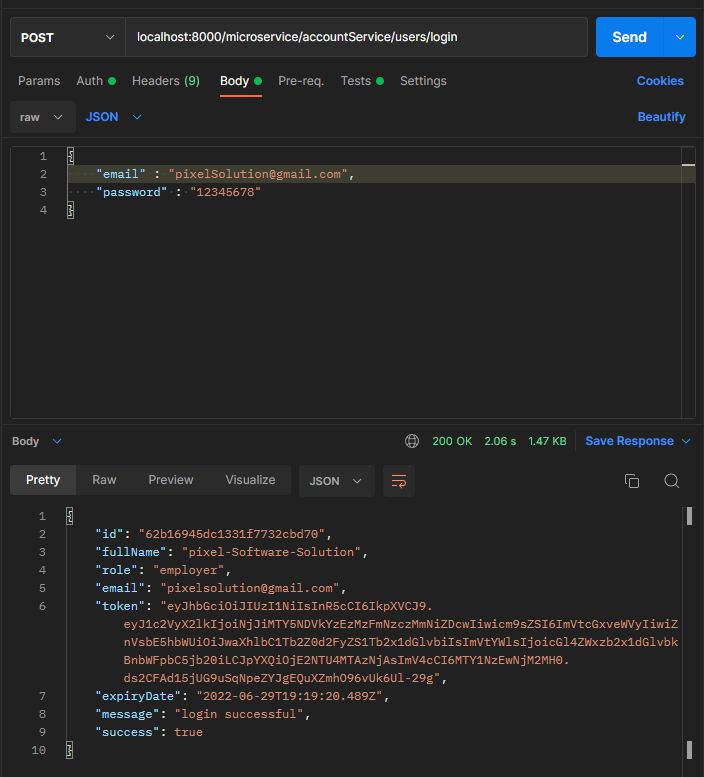 POST localhost:8000/microservice/accountService/users/login Send
Params Auth Headers (9) Body Pre-req. Tests Settings Cookies
raw JSON Beautify
1 {
2 "email" : "pixelSolution@gmail.com",
3 "password" : "12345678"
4 }
Body 200 OK 2.06 s 1.47 KB Save Response
Pretty Raw Preview Visualize JSON
1 {
2 "id": "62b16945dc1331f7732cbd70",
3 "fullName": "pixel-Software-Solution",
4 "role": "employer",
5 "email": "pixelsolution@gmail.com",
6 "token": "eyJhbGciOiJIUzI1NiIsInR5cCI6IkpXVCJ9.
eyJ1c2VyX2lkIjoiNjJiMTY5NDVkYzEzMzFmNzczMmNiZDcwIiwicm9sZSI6ImVtcGxveWVyIiwiZ
nVsbE5hbWUiOiJwaXhlbC1Tb2Z0d2FyZS1Tb2x1dGlvbiIsImVtYWlsIjoicGl4ZWxzb2x1dGlvbk
BnbWFpbC5jb20iLCJpYXQiOjE2NTU4MTAzNjAsImV4cCI6MTY1NzEwNjM2MH0.
ds2CFAd15jUG9uSqNpeZYJgEQuXZmhO96vUk6Ul-29g",
7 "expiryDate": "2022-06-29T19:19:20.489Z",
8 "message": "login successful",
9 "success": true
10 }